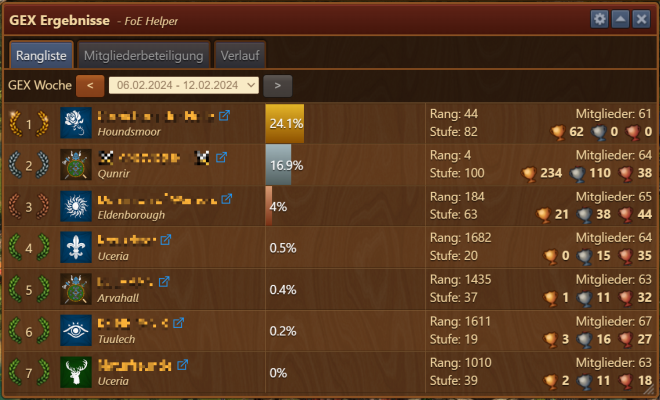 GEX Ergebnisse - FoE Helper
Rangliste Mitgliederbeteiligung Verlauf
GEX Woche < 06.02.2024 - 12.02.2024 >
1 Houndsmoor 24.1% Rang: 44 Mitglieder: 61
Stufe: 82 62 0 0
2 Qunrir 16.9% Rang: 4 Mitglieder: 64
Stufe: 100 234 110 38
3 Eldenborough 4% Rang: 184 Mitglieder: 65
Stufe: 63 21 38 44
4 Uceria 0.5% Rang: 1682 Mitglieder: 64
Stufe: 20 0 15 35
5 Arvahall 0.4% Rang: 1435 Mitglieder: 63
Stufe: 37 1 11 32
6 Tuulech 0.2% Rang: 1611 Mitglieder: 67
Stufe: 19 3 16 27
7 Uceria 0% Rang: 1010 Mitglieder: 63
Stufe: 39 2 11 18